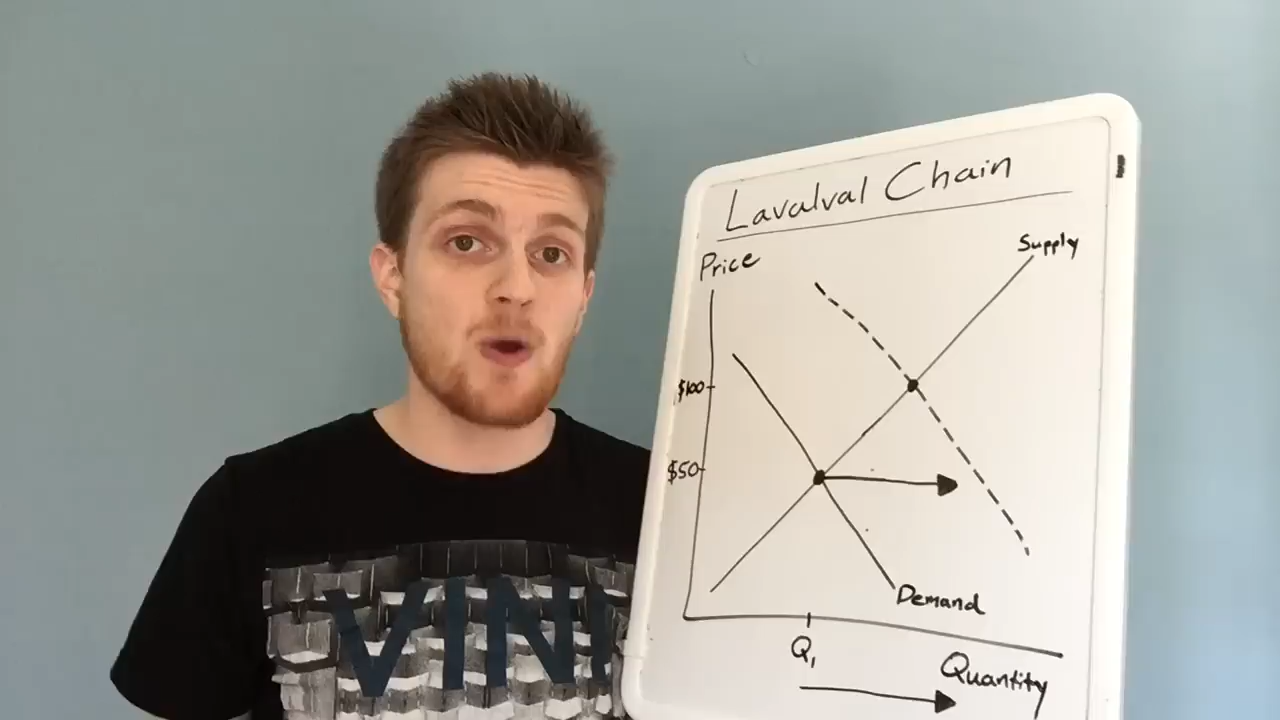 Lavalval Chain
Price
Supply
$100
$50
Demand
Q₁
Quantity
VINI